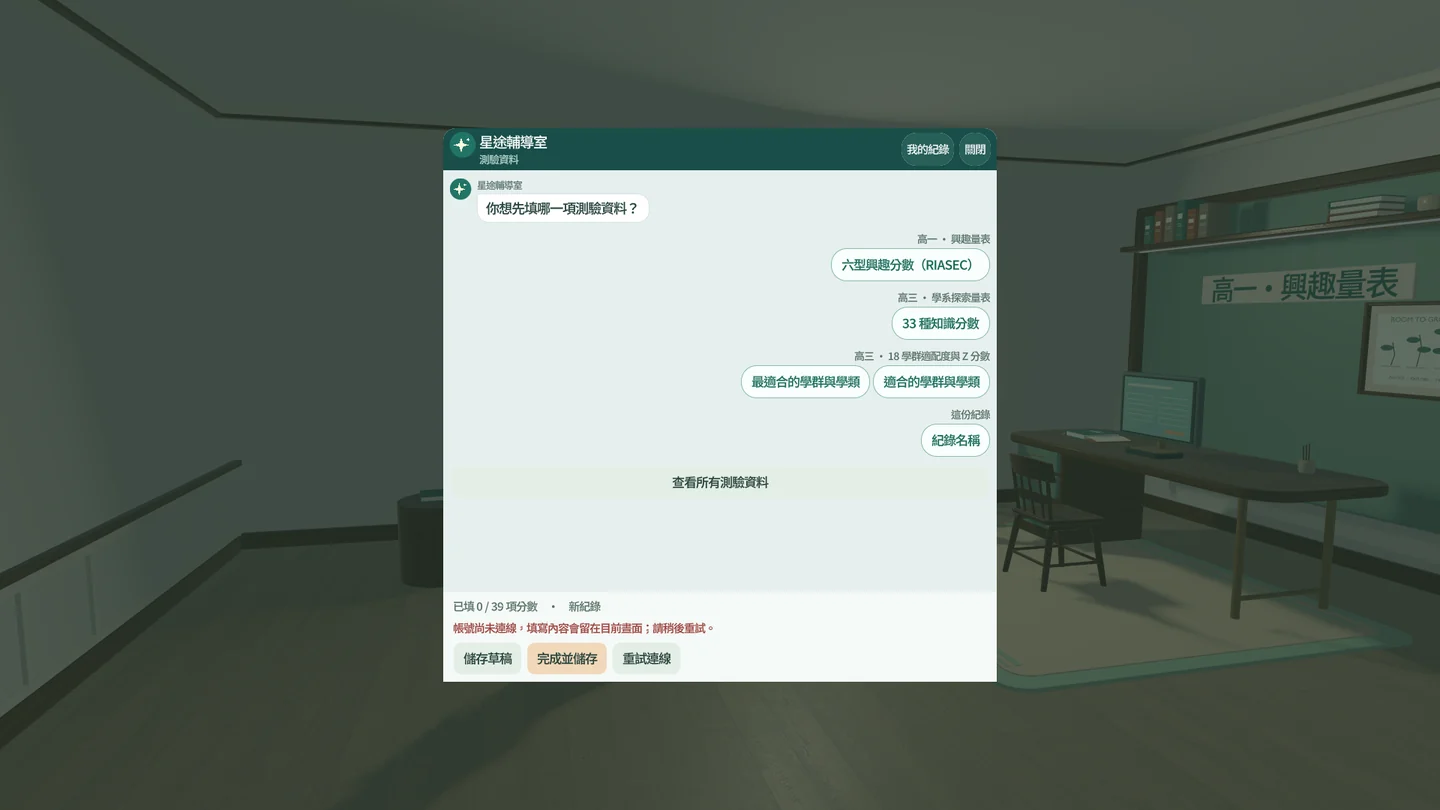 星途輔導室
測驗資料
我的紀錄
關閉
星途輔導室
你想先填哪一項測驗資料？
高一・興趣量表
六型興趣分數（RIASEC）
高三・學系探索量表
33 種知識分數
高三・18 學群適配度與 Z 分數
最適合的學群與學類
適合的學群與學類
這份紀錄
紀錄名稱
查看所有測驗資料
已填 0 / 39 項分數 ・ 新紀錄
帳號尚未連線，填寫內容會留在目前畫面；請稍後重試。
儲存草稿
完成並儲存
重試連線
高一・興趣量表